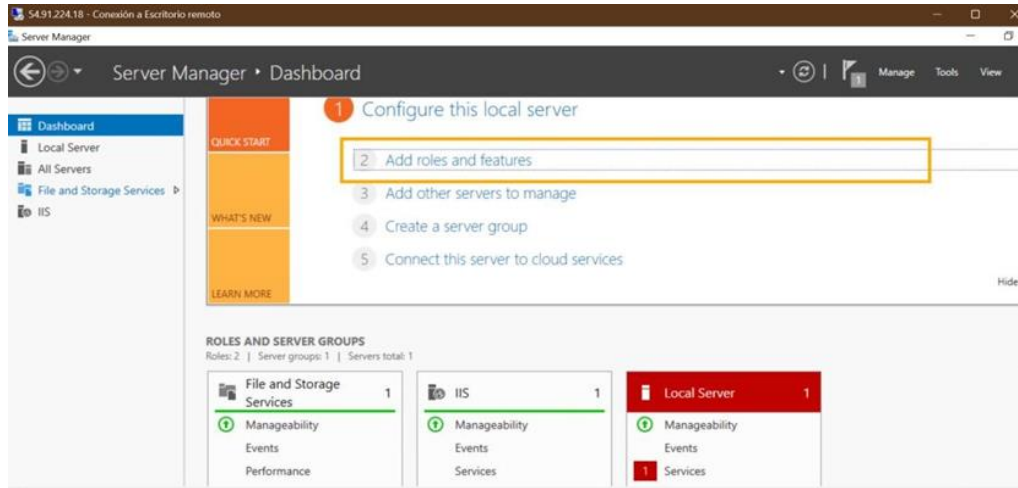 54.91.224.18 - Conexión a Escritorio remoto
Server Manager
Server Manager • Dashboard
1
Manage
Tools
View
Dashboard
Local Server
All Servers
File and Storage Services
IIS
QUICK START
WHAT'S NEW
LEARN MORE
1 Configure this local server
2 Add roles and features
3 Add other servers to manage
4 Create a server group
5 Connect this server to cloud services
Hide
ROLES AND SERVER GROUPS
Roles: 2 | Server groups: 1 | Servers total: 1
File and Storage Services 1
Manageability
Events
Performance
IIS 1
Manageability
Events
Services
Local Server 1
Manageability
Events
1 Services